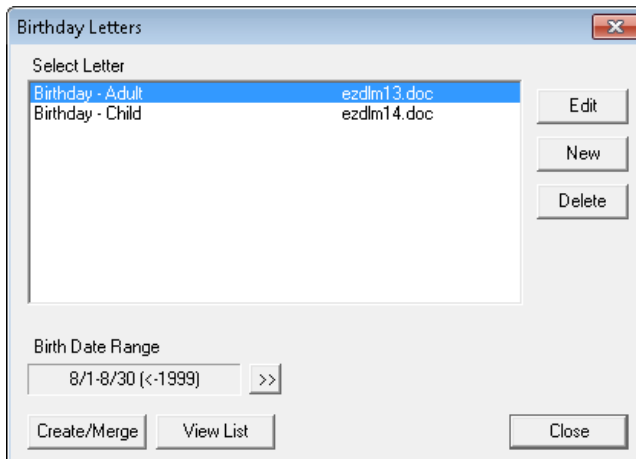 Birthday Letters
Select Letter
Birthday - Adult ezdlm13.doc
Birthday - Child ezdlm14.doc
Edit
New
Delete
Birth Date Range
8/1-8/30 (<-1999) >>
Create/Merge View List Close